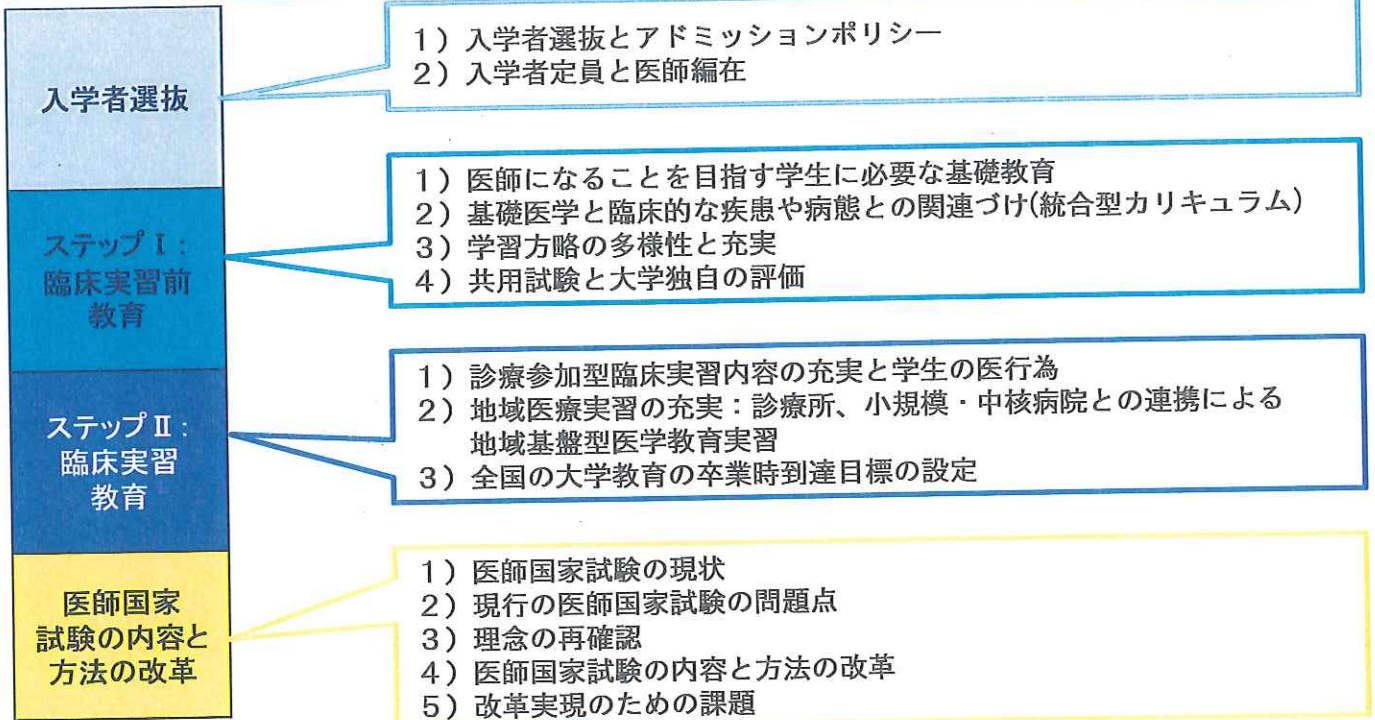 入学者選抜
1）入学者選抜とアドミッションポリシー
2）入学者定員と医師編在
ステップⅠ：
臨床実習前
教育
1）医師になることを目指す学生に必要な基礎教育
2）基礎医学と臨床的な疾患や病態との関連づけ(統合型カリキュラム)
3）学習方略の多様性と充実
4）共用試験と大学独自の評価
ステップⅡ：
臨床実習
教育
1）診療参加型臨床実習内容の充実と学生の医行為
2）地域医療実習の充実：診療所、小規模・中核病院との連携による
地域基盤型医学教育実習
3）全国の大学教育の卒業時到達目標の設定
医師国家
試験の内容と
方法の改革
1）医師国家試験の現状
2）現行の医師国家試験の問題点
3）理念の再確認
4）医師国家試験の内容と方法の改革
5）改革実現のための課題